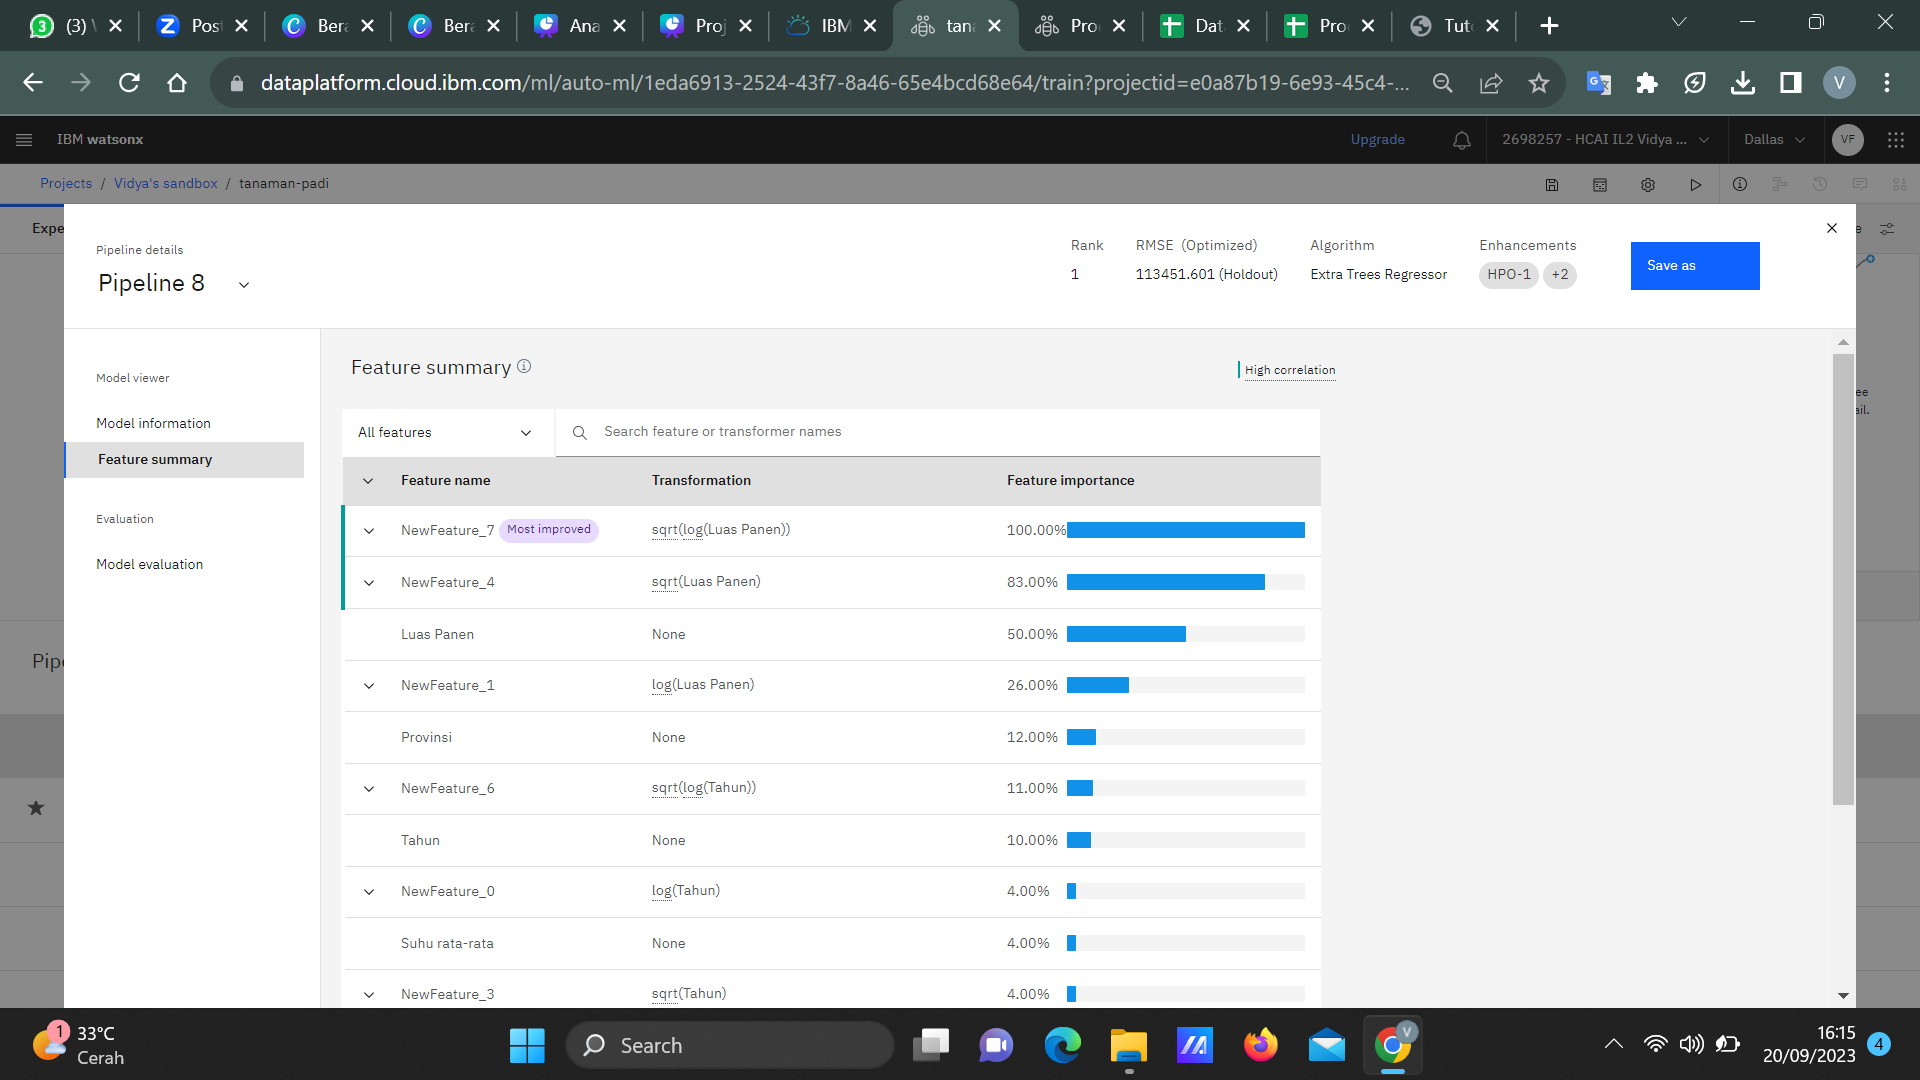 (3) \
Post
Bera
Bera
Ana
Proj
IBM
tana
Pro
Dat
Pro
Tut
dataplatform.cloud.ibm.com/ml/auto-ml/1eda6913-2524-43f7-8a46-65e4bcd68e64/train?projectid=e0a87b19-6e93-45c4-...
V
IBM watsonx
Upgrade
2698257 - HCAI IL2 Vidya ...
Dallas
VF
Projects / Vidya's sandbox / tanaman-padi
Expe
Pipeline details
Pipeline 8
Rank
1
RMSE (Optimized)
113451.601 (Holdout)
Algorithm
Extra Trees Regressor
Enhancements
HPO-1 +2
Save as
Model viewer
Model information
Feature summary
Evaluation
Model evaluation
Pipe
Feature summary
High correlation
All features
Search feature or transformer names
Feature name Transformation Feature importance
NewFeature_7 Most improved sqrt(log(Luas Panen)) 100.00%
NewFeature_4 sqrt(Luas Panen) 83.00%
Luas Panen None 50.00%
NewFeature_1 log(Luas Panen) 26.00%
Provinsi None 12.00%
NewFeature_6 sqrt(log(Tahun)) 11.00%
Tahun None 10.00%
NewFeature_0 log(Tahun) 4.00%
Suhu rata-rata None 4.00%
NewFeature_3 sqrt(Tahun) 4.00%
ee
ail.
1
33°C
Cerah
Search
V
16:15
20/09/2023
4